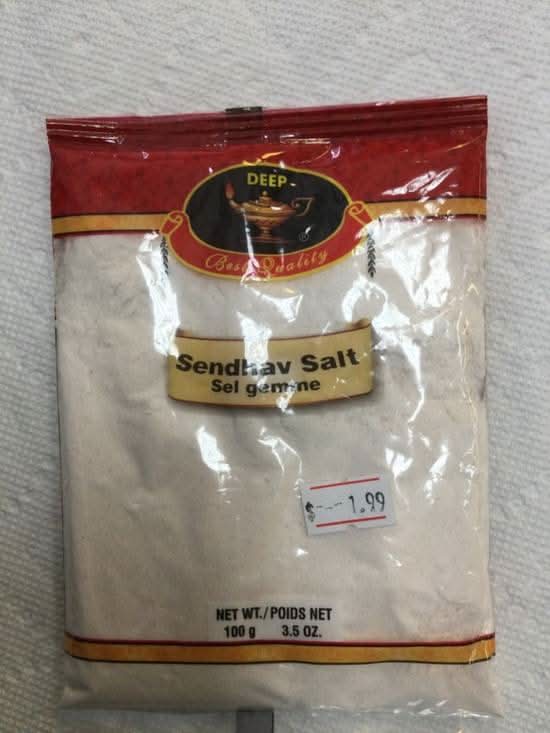 DEEP
®
Best Quality
Sendhav Salt
Sel gemme
$---1.99
NET WT./POIDS NET
100 g 3.5 OZ.